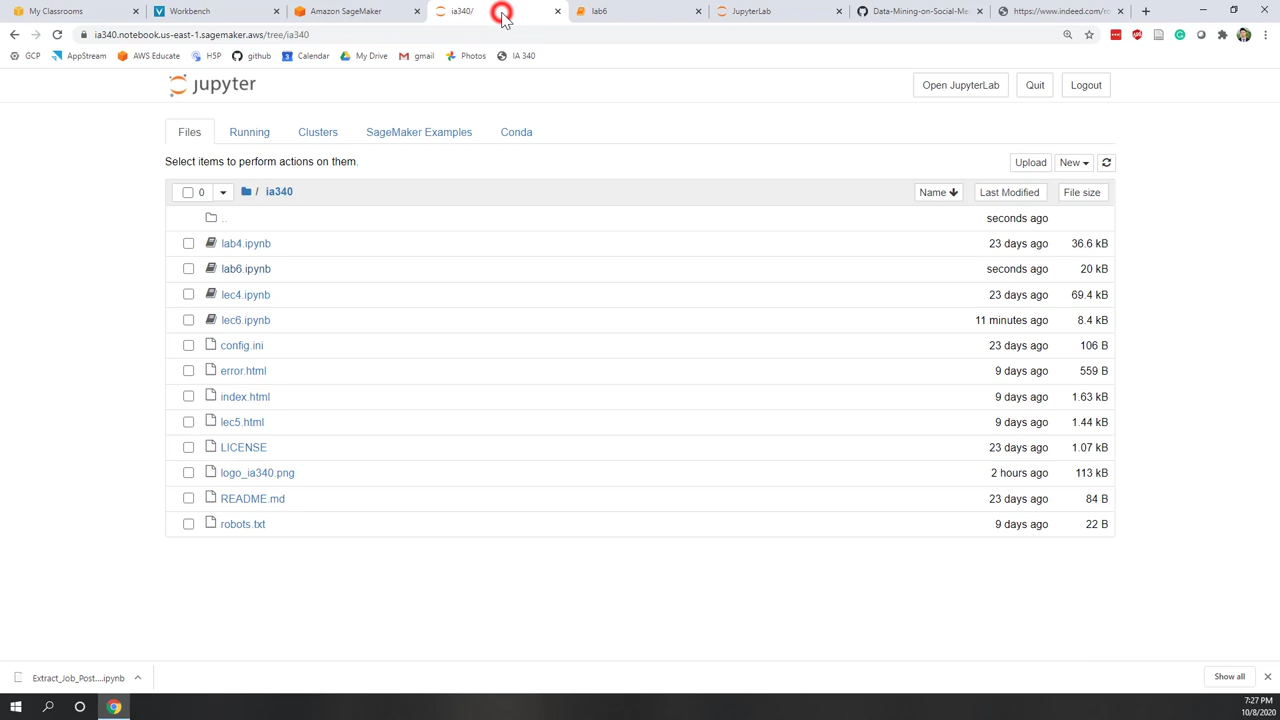 My Classrooms
Workbench
Amazon SageMaker
ia340/
lab6
JupyterLab
Data-Mining-on-Social-Me
https://www.indeed.com/ro
ia340.notebook.us-east-1.sagemaker.aws/tree/ia340
GCP AppStream AWS Educate H5P github Calendar My Drive gmail Photos IA 340
jupyter
Open JupyterLab Quit Logout
Files Running Clusters SageMaker Examples Conda
Select items to perform actions on them.
Upload New
0 / ia340 Name Last Modified File size
.. seconds ago
lab4.ipynb 23 days ago 36.6 kB
lab6.ipynb seconds ago 20 kB
lec4.ipynb 23 days ago 69.4 kB
lec6.ipynb 11 minutes ago 8.4 kB
config.ini 23 days ago 106 B
error.html 9 days ago 559 B
index.html 9 days ago 1.63 kB
lec5.html 9 days ago 1.44 kB
LICENSE 23 days ago 1.07 kB
logo_ia340.png 2 hours ago 113 kB
README.md 23 days ago 84 B
robots.txt 9 days ago 22 B
Extract_Job_Post....ipynb
Show all
7:27 PM
10/8/2020